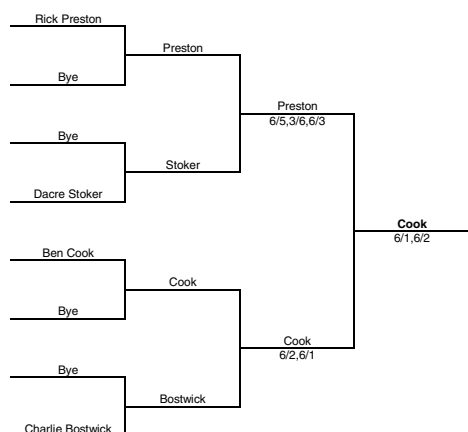 Rick Preston
Preston
Bye
Preston
6/5,3/6,6/3
Bye
Stoker
Dacre Stoker
Cook
6/1,6/2
Ben Cook
Cook
Bye
Cook
6/2,6/1
Bye
Bostwick
Charlie Bostwick